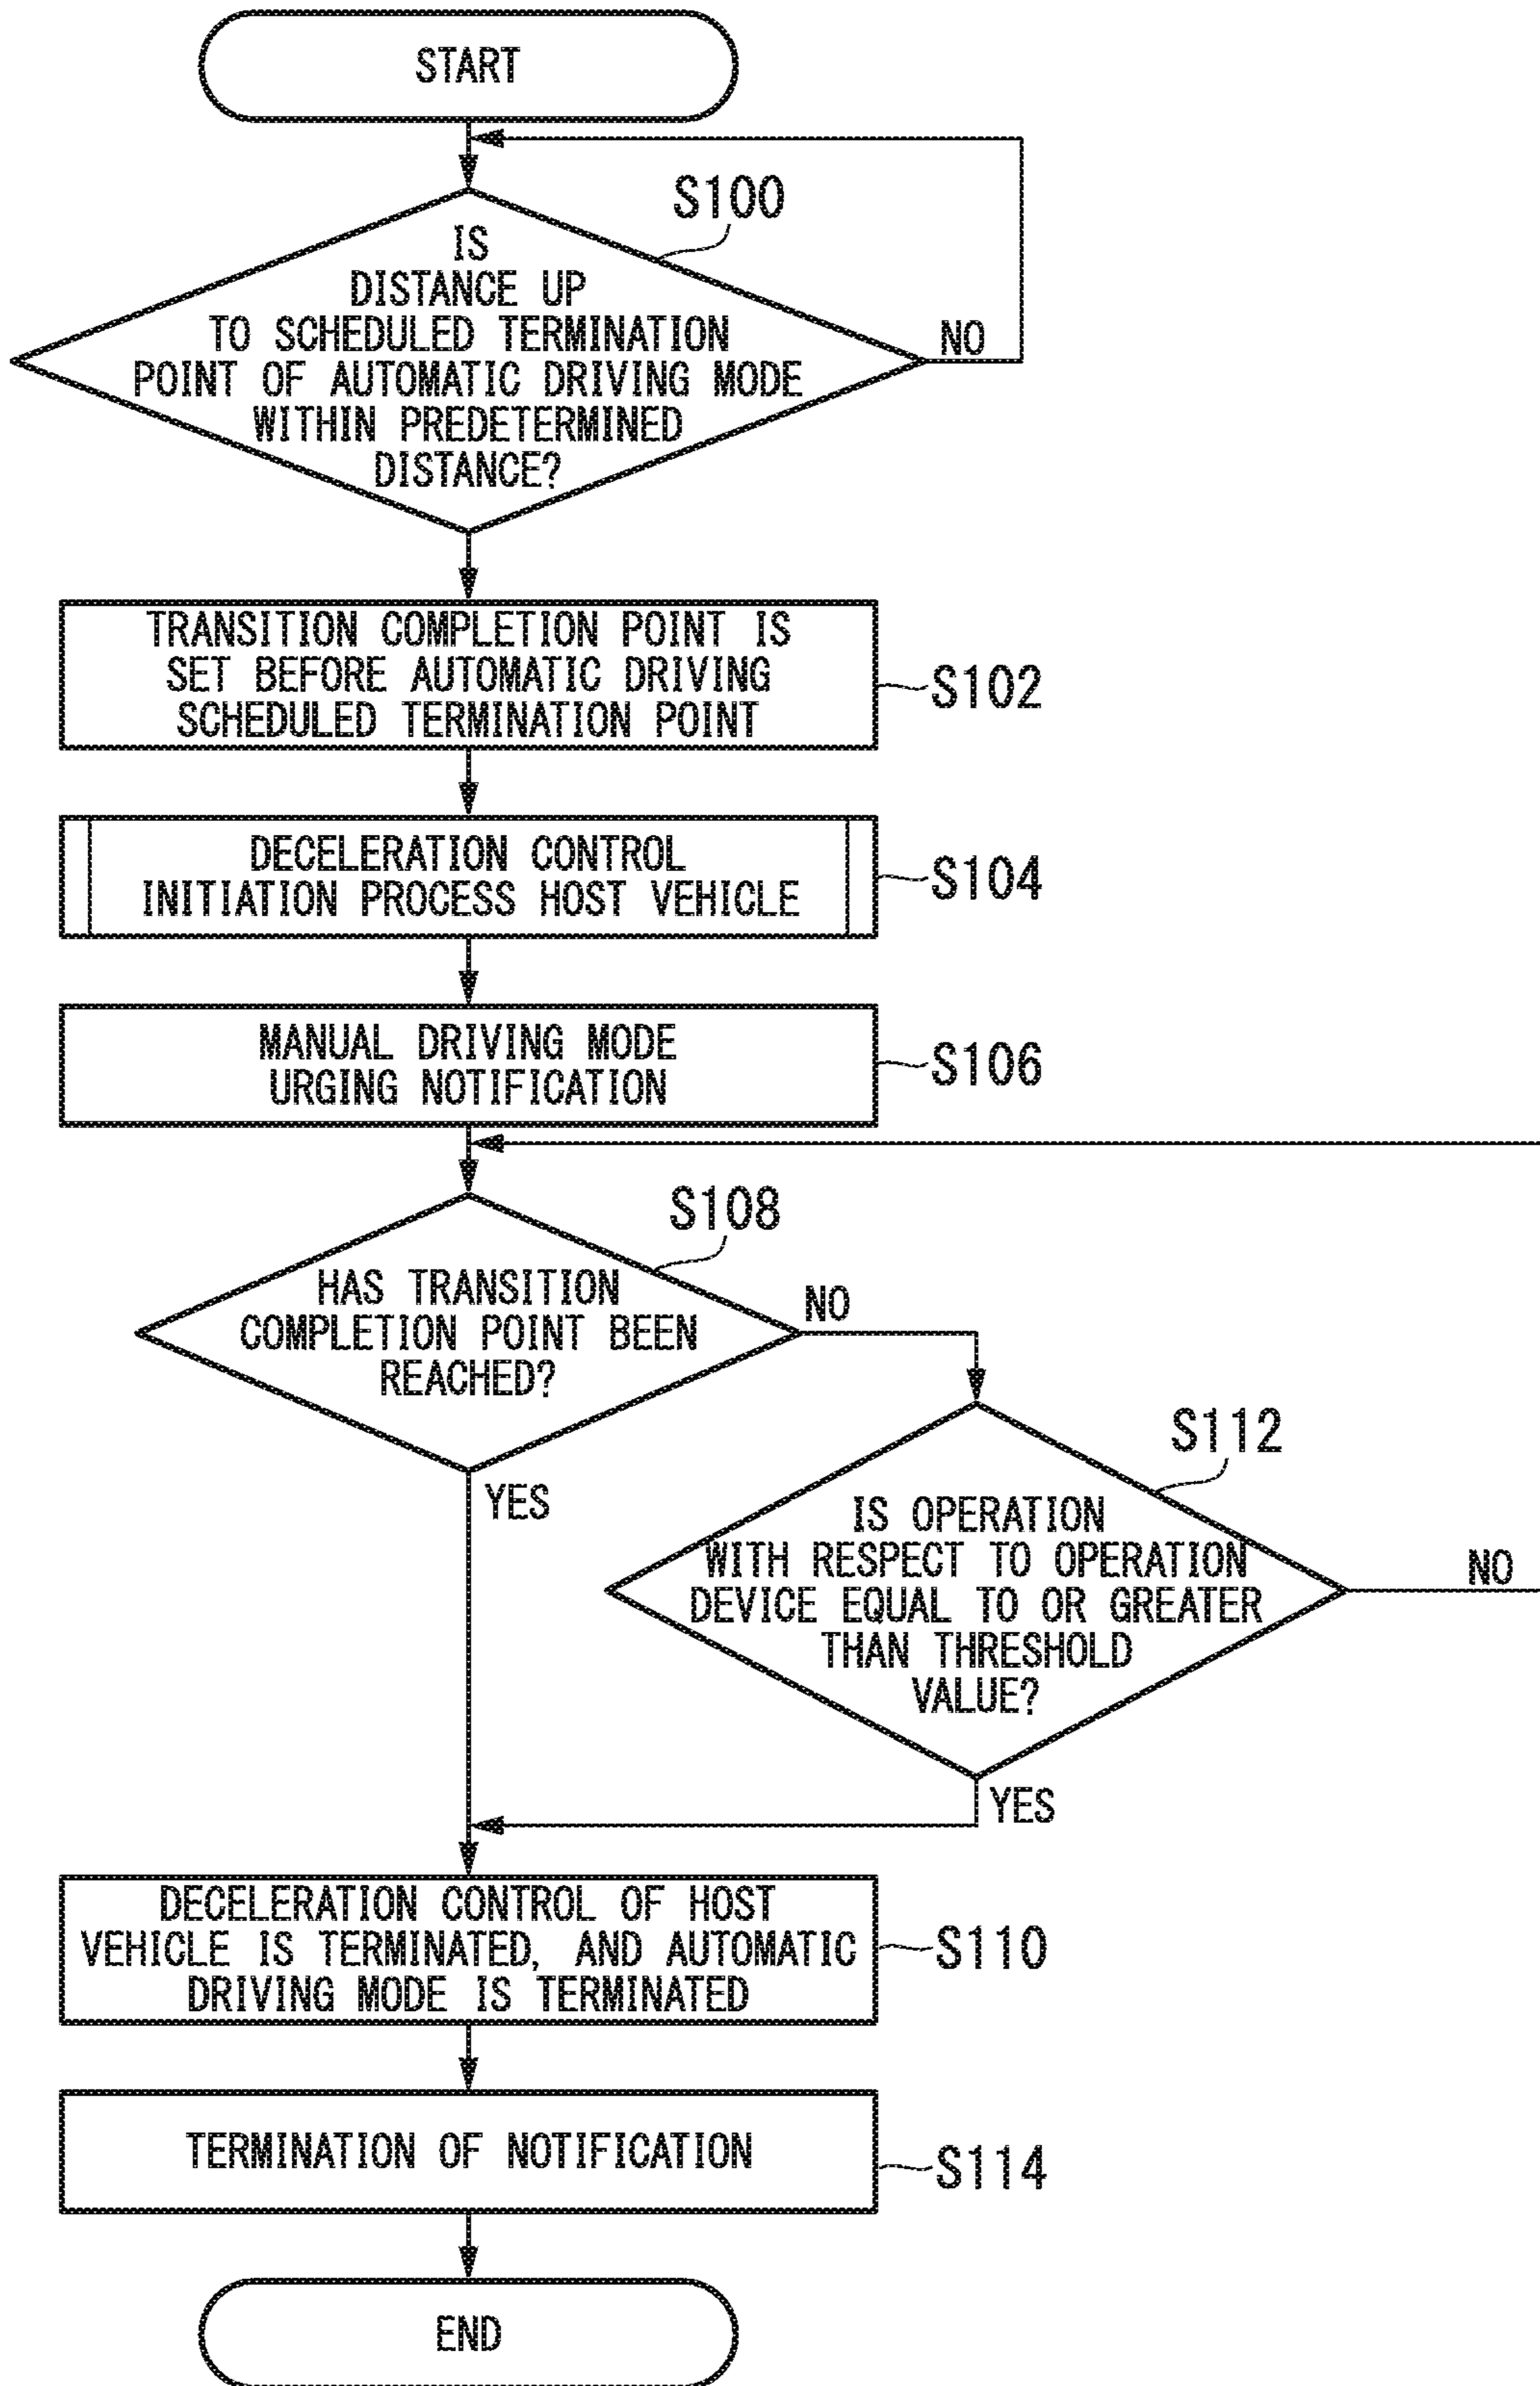 START
S100
IS
DISTANCE UP
TO SCHEDULED TERMINATION
POINT OF AUTOMATIC DRIVING MODE
WITHIN PREDETERMINED
DISTANCE?
NO
TRANSITION COMPLETION POINT IS
SET BEFORE AUTOMATIC DRIVING
SCHEDULED TERMINATION POINT
S102
DECELERATION CONTROL
INITIATION PROCESS HOST VEHICLE
S104
MANUAL DRIVING MODE
URGING NOTIFICATION
S106
S108
HAS TRANSITION
COMPLETION POINT BEEN
REACHED?
NO
YES
S112
IS OPERATION
WITH RESPECT TO OPERATION
DEVICE EQUAL TO OR GREATER
THAN THRESHOLD
VALUE?
NO
YES
DECELERATION CONTROL OF HOST
VEHICLE IS TERMINATED, AND AUTOMATIC
DRIVING MODE IS TERMINATED
S110
TERMINATION OF NOTIFICATION
S114
END